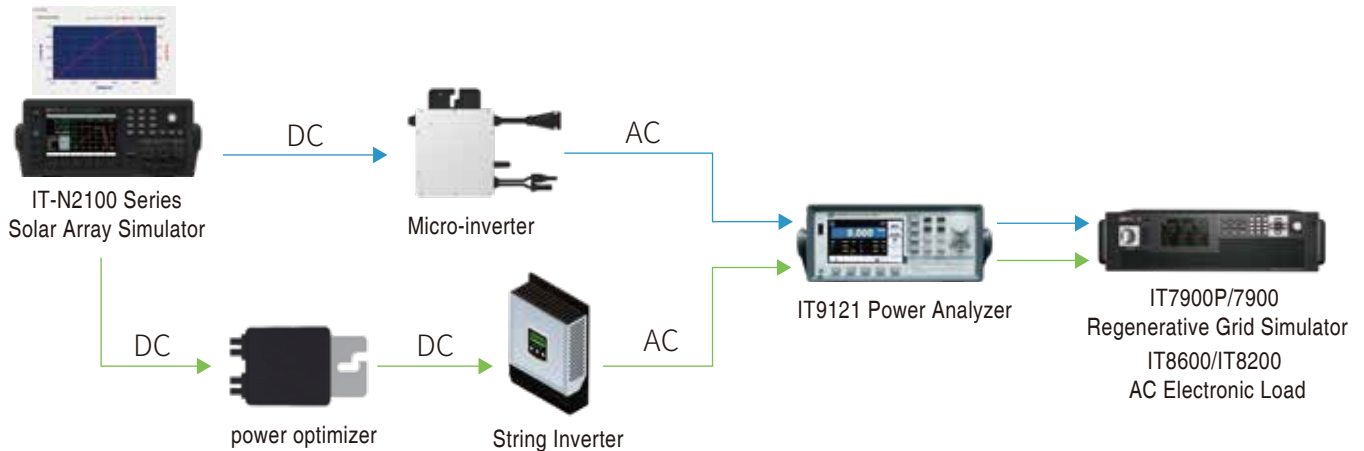 DC
AC
IT-N2100 Series
Solar Array Simulator
Micro-inverter
IT9121 Power Analyzer
IT7900P/7900
Regenerative Grid Simulator
IT8600/IT8200
AC Electronic Load
DC
DC
AC
power optimizer
String Inverter